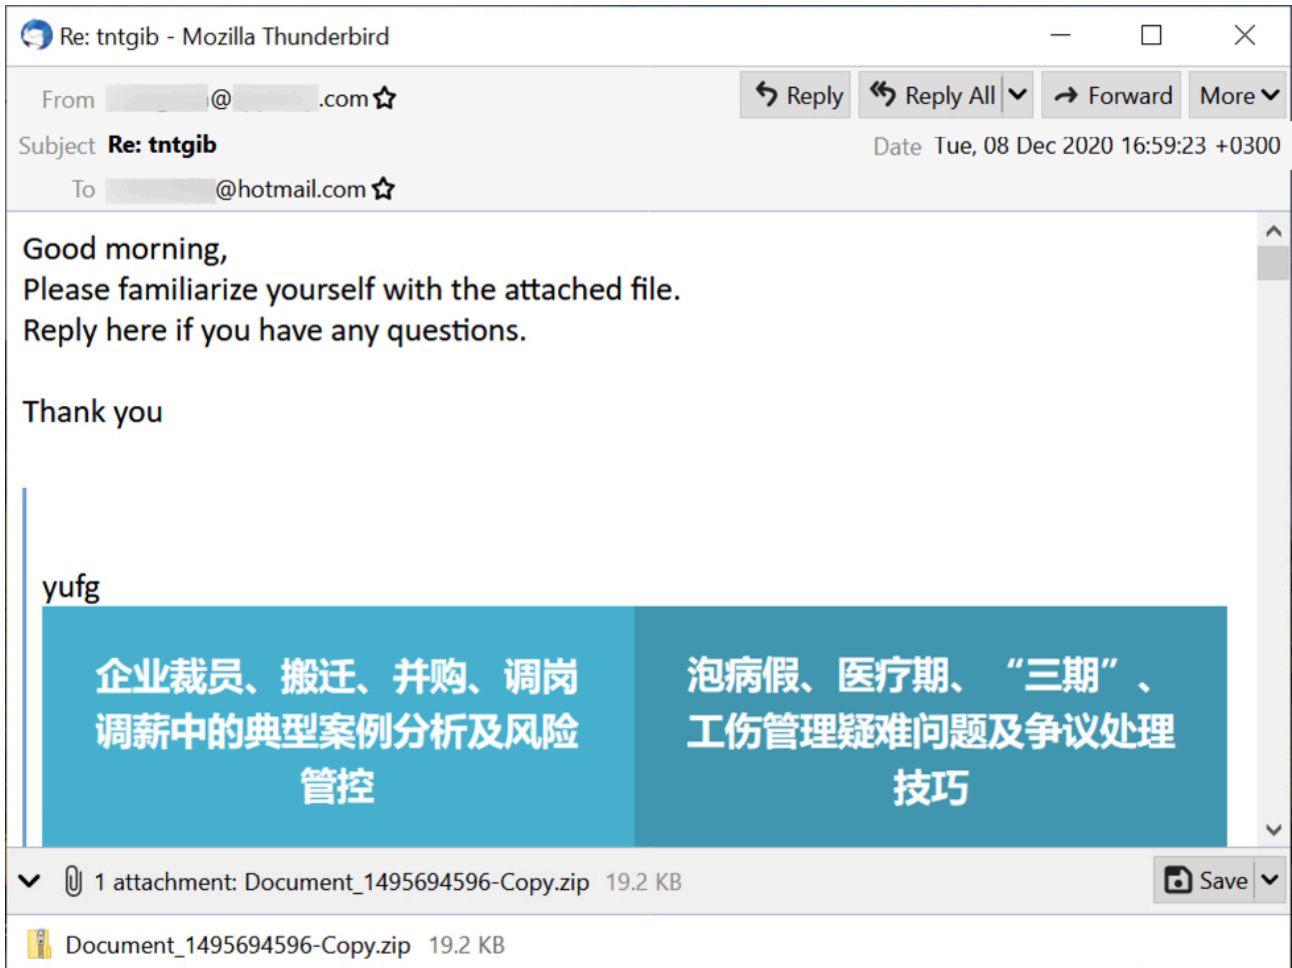 Re: tntgib - Mozilla Thunderbird
From @ .com
Reply Reply All Forward More
Subject Re: tntgib
Date Tue, 08 Dec 2020 16:59:23 +0300
To @hotmail.com
Good morning,
Please familiarize yourself with the attached file.
Reply here if you have any questions.
Thank you
yufg
企业裁员、搬迁、并购、调岗
调薪中的典型案例分析及风险
管控
泡病假、医疗期、“三期”、
工伤管理疑难问题及争议处理
技巧
1 attachment: Document_1495694596-Copy.zip 19.2 KB
Save
Document_1495694596-Copy.zip 19.2 KB